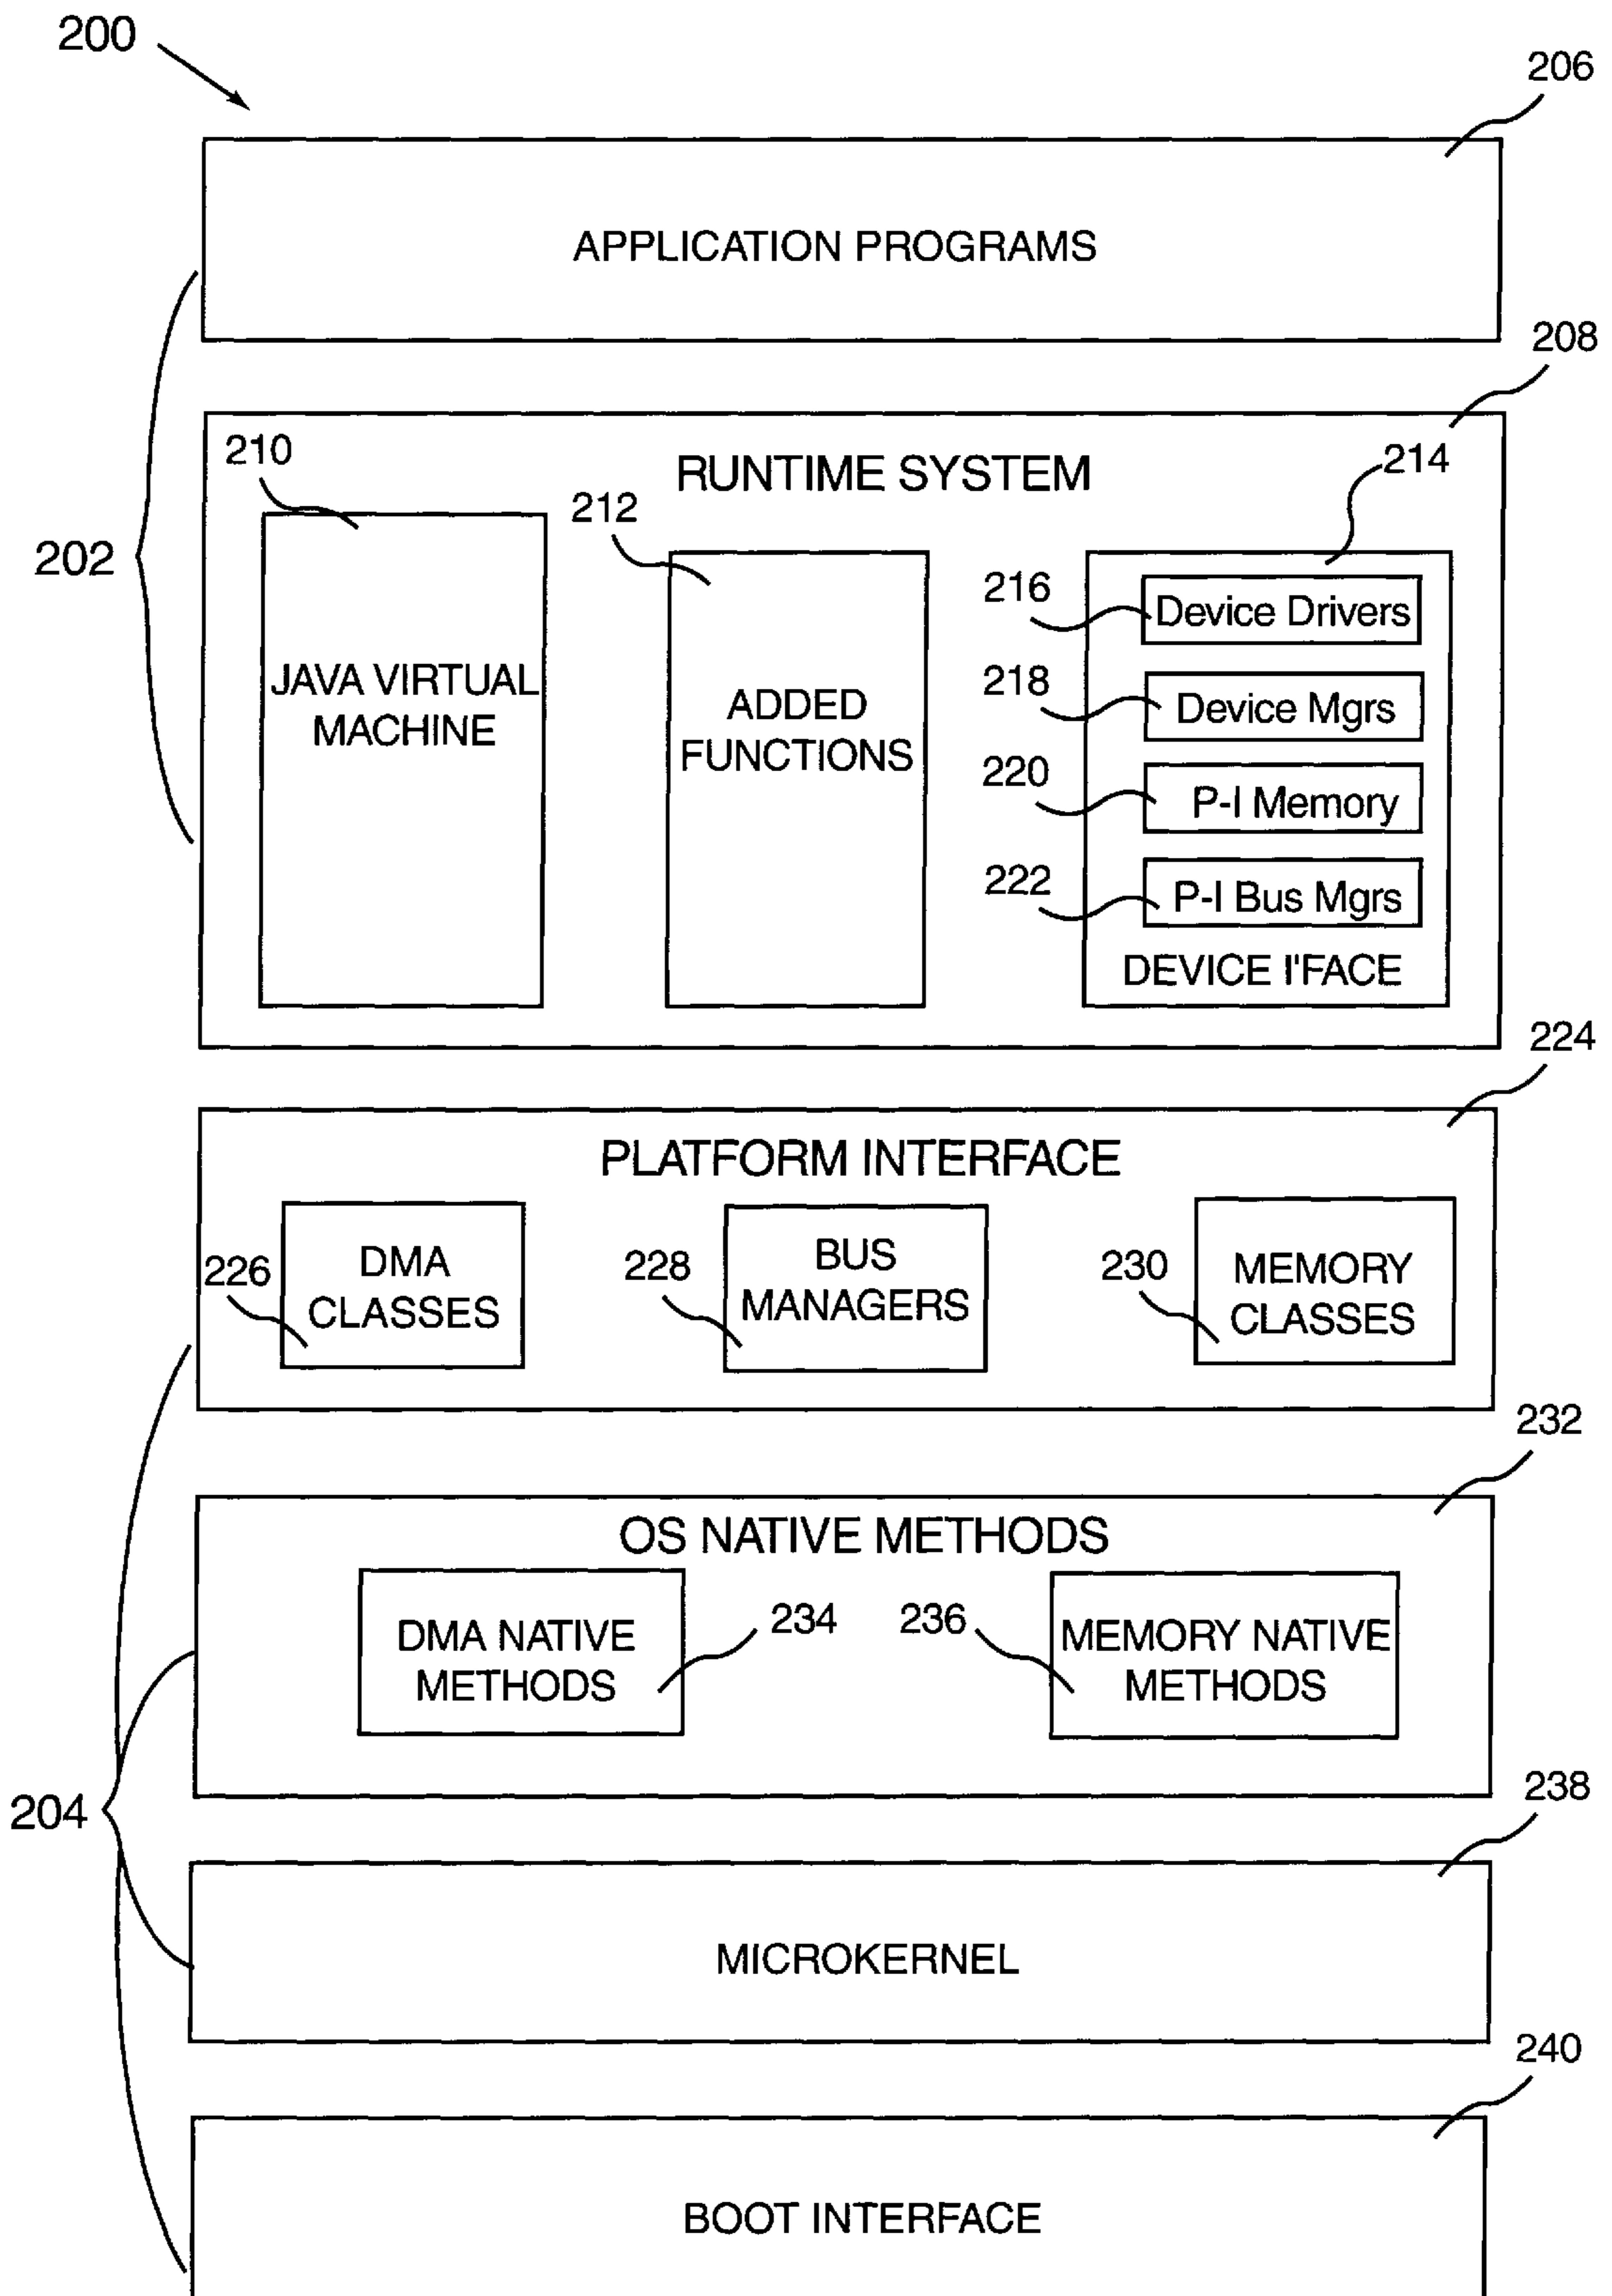 200
206
APPLICATION PROGRAMS
208
RUNTIME SYSTEM
210
212
214
202
JAVA VIRTUAL
MACHINE
ADDED
FUNCTIONS
216
Device Drivers
218
Device Mgrs
220
P-I Memory
222
P-I Bus Mgrs
DEVICE I'FACE
224
PLATFORM INTERFACE
226
DMA
CLASSES
228
BUS
MANAGERS
230
MEMORY
CLASSES
232
OS NATIVE METHODS
DMA NATIVE
METHODS
234
236
MEMORY NATIVE
METHODS
204
238
MICROKERNEL
240
BOOT INTERFACE